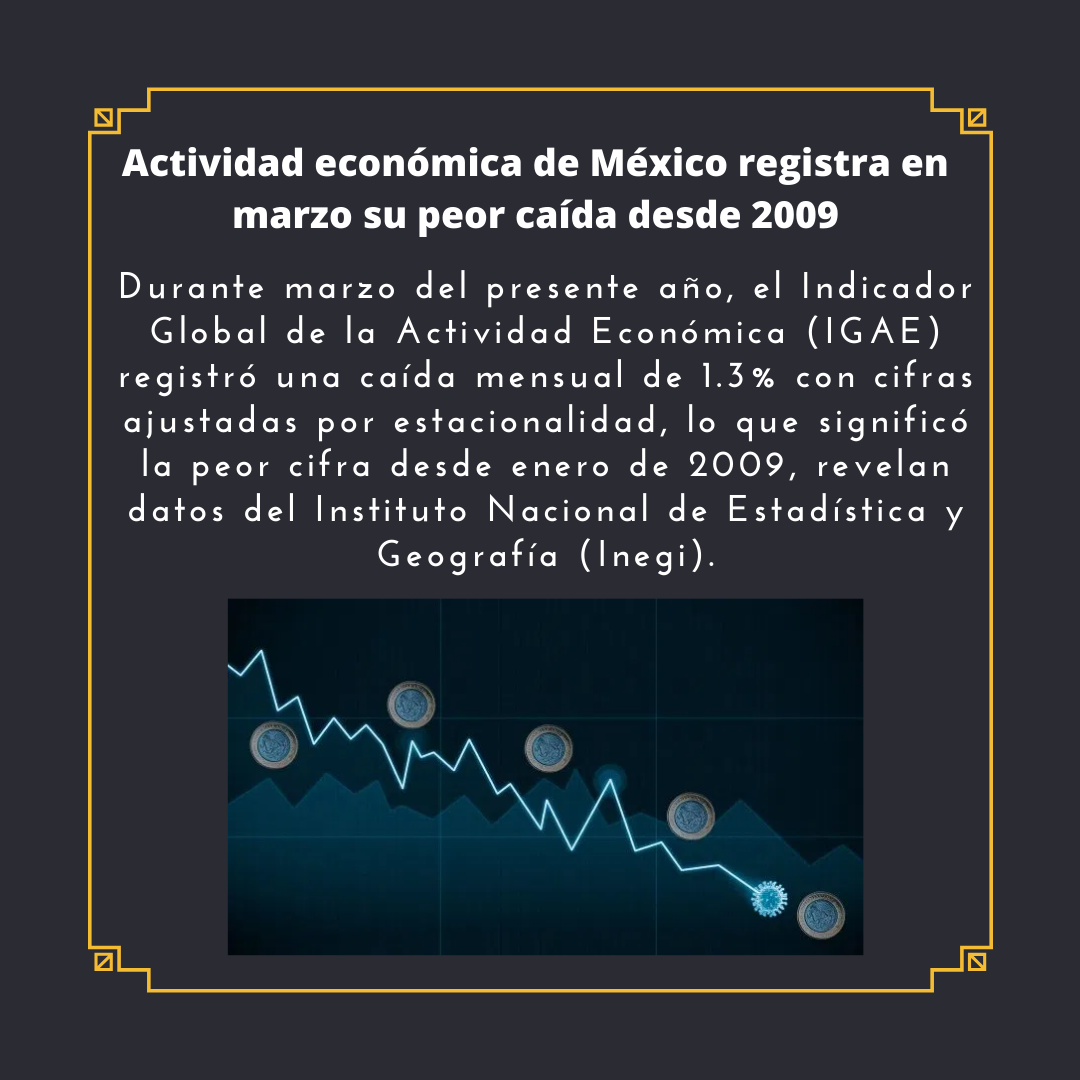 Actividad económica de México registra en
marzo su peor caída desde 2009
Durante marzo del presente año, el Indicador
Global de la Actividad Económica (IGAE)
registró una caída mensual de 1.3% con cifras
ajustadas por estacionalidad, lo que significó
la peor cifra desde enero de 2009, revelan
datos del Instituto Nacional de Estadística y
Geografía (Inegi).